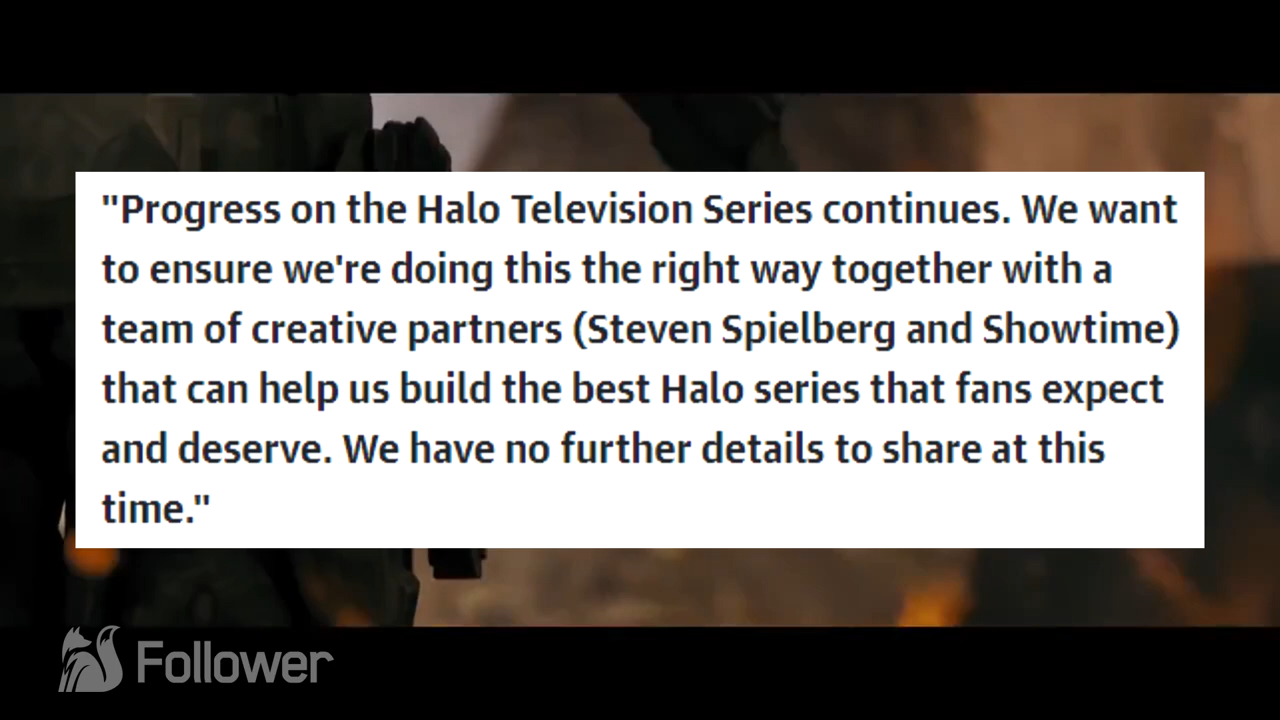 "Progress on the Halo Television Series continues. We want
to ensure we're doing this the right way together with a
team of creative partners (Steven Spielberg and Showtime)
that can help us build the best Halo series that fans expect
and deserve. We have no further details to share at this
time."
Follower